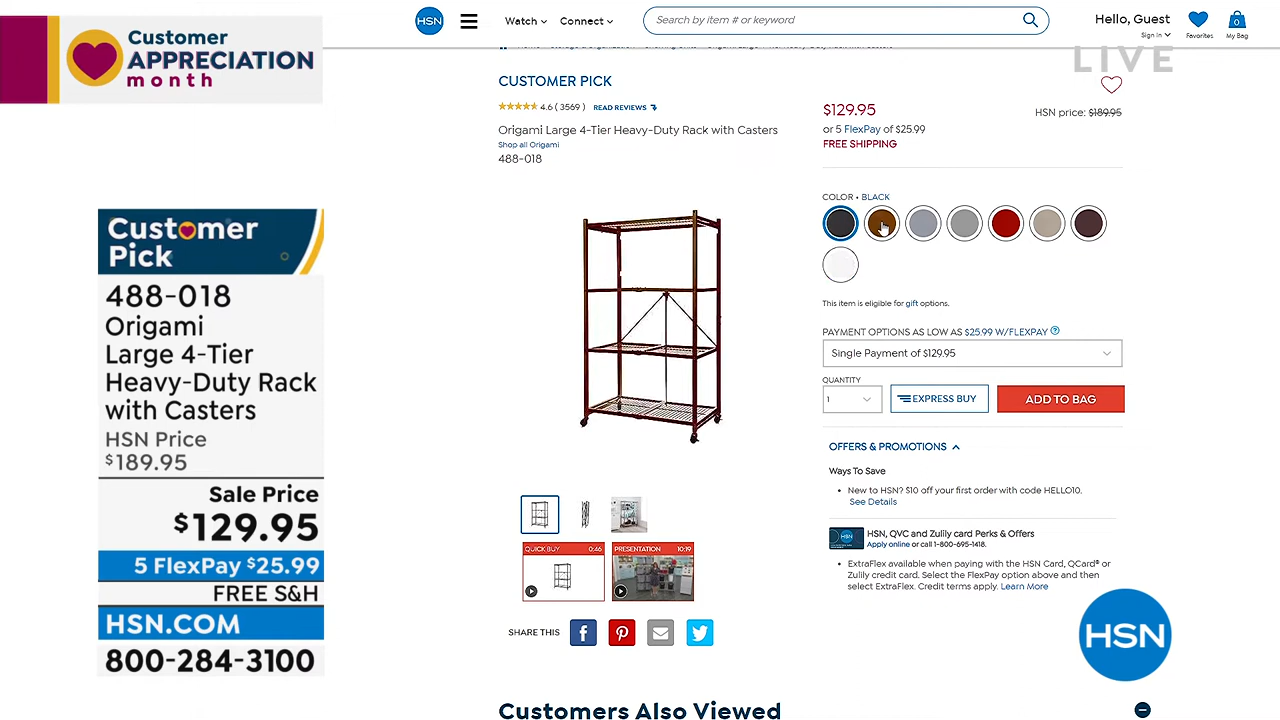 Customer
APPRECIATION
month
HSN
Watch
Connect
Search by item # or keyword
Hello, Guest
Sign In
Favorites
0
My Bag
LIVE
CUSTOMER PICK
4.6 ( 3569 ) READ REVIEWS
Origami Large 4-Tier Heavy-Duty Rack with Casters
Shop all Origami
488-018
$129.95
HSN price: $189.95
or 5 FlexPay of $25.99
FREE SHIPPING
COLOR • BLACK
This item is eligible for gift options.
PAYMENT OPTIONS AS LOW AS $25.99 W/FLEXPAY ?
Single Payment of $129.95
QUANTITY
1
EXPRESS BUY
ADD TO BAG
OFFERS & PROMOTIONS
Ways To Save
• New to HSN? $10 off your first order with code HELLO10.
See Details
HSN
HSN, QVC and Zulily card Perks & Offers
Apply online or call 1-800-695-1418.
• ExtraFlex available when paying with the HSN Card, QCard® or
Zulily credit card. Select the FlexPay option above and then
select ExtraFlex. Credit terms apply. Learn More
QUICK BUY 0:46
PRESENTATION 10:19
SHARE THIS
Customers Also Viewed
Customer
Pick
488-018
Origami
Large 4-Tier
Heavy-Duty Rack
with Casters
HSN Price
$189.95
Sale Price
$129.95
5 FlexPay $25.99
FREE S&H
HSN.COM
800-284-3100
HSN